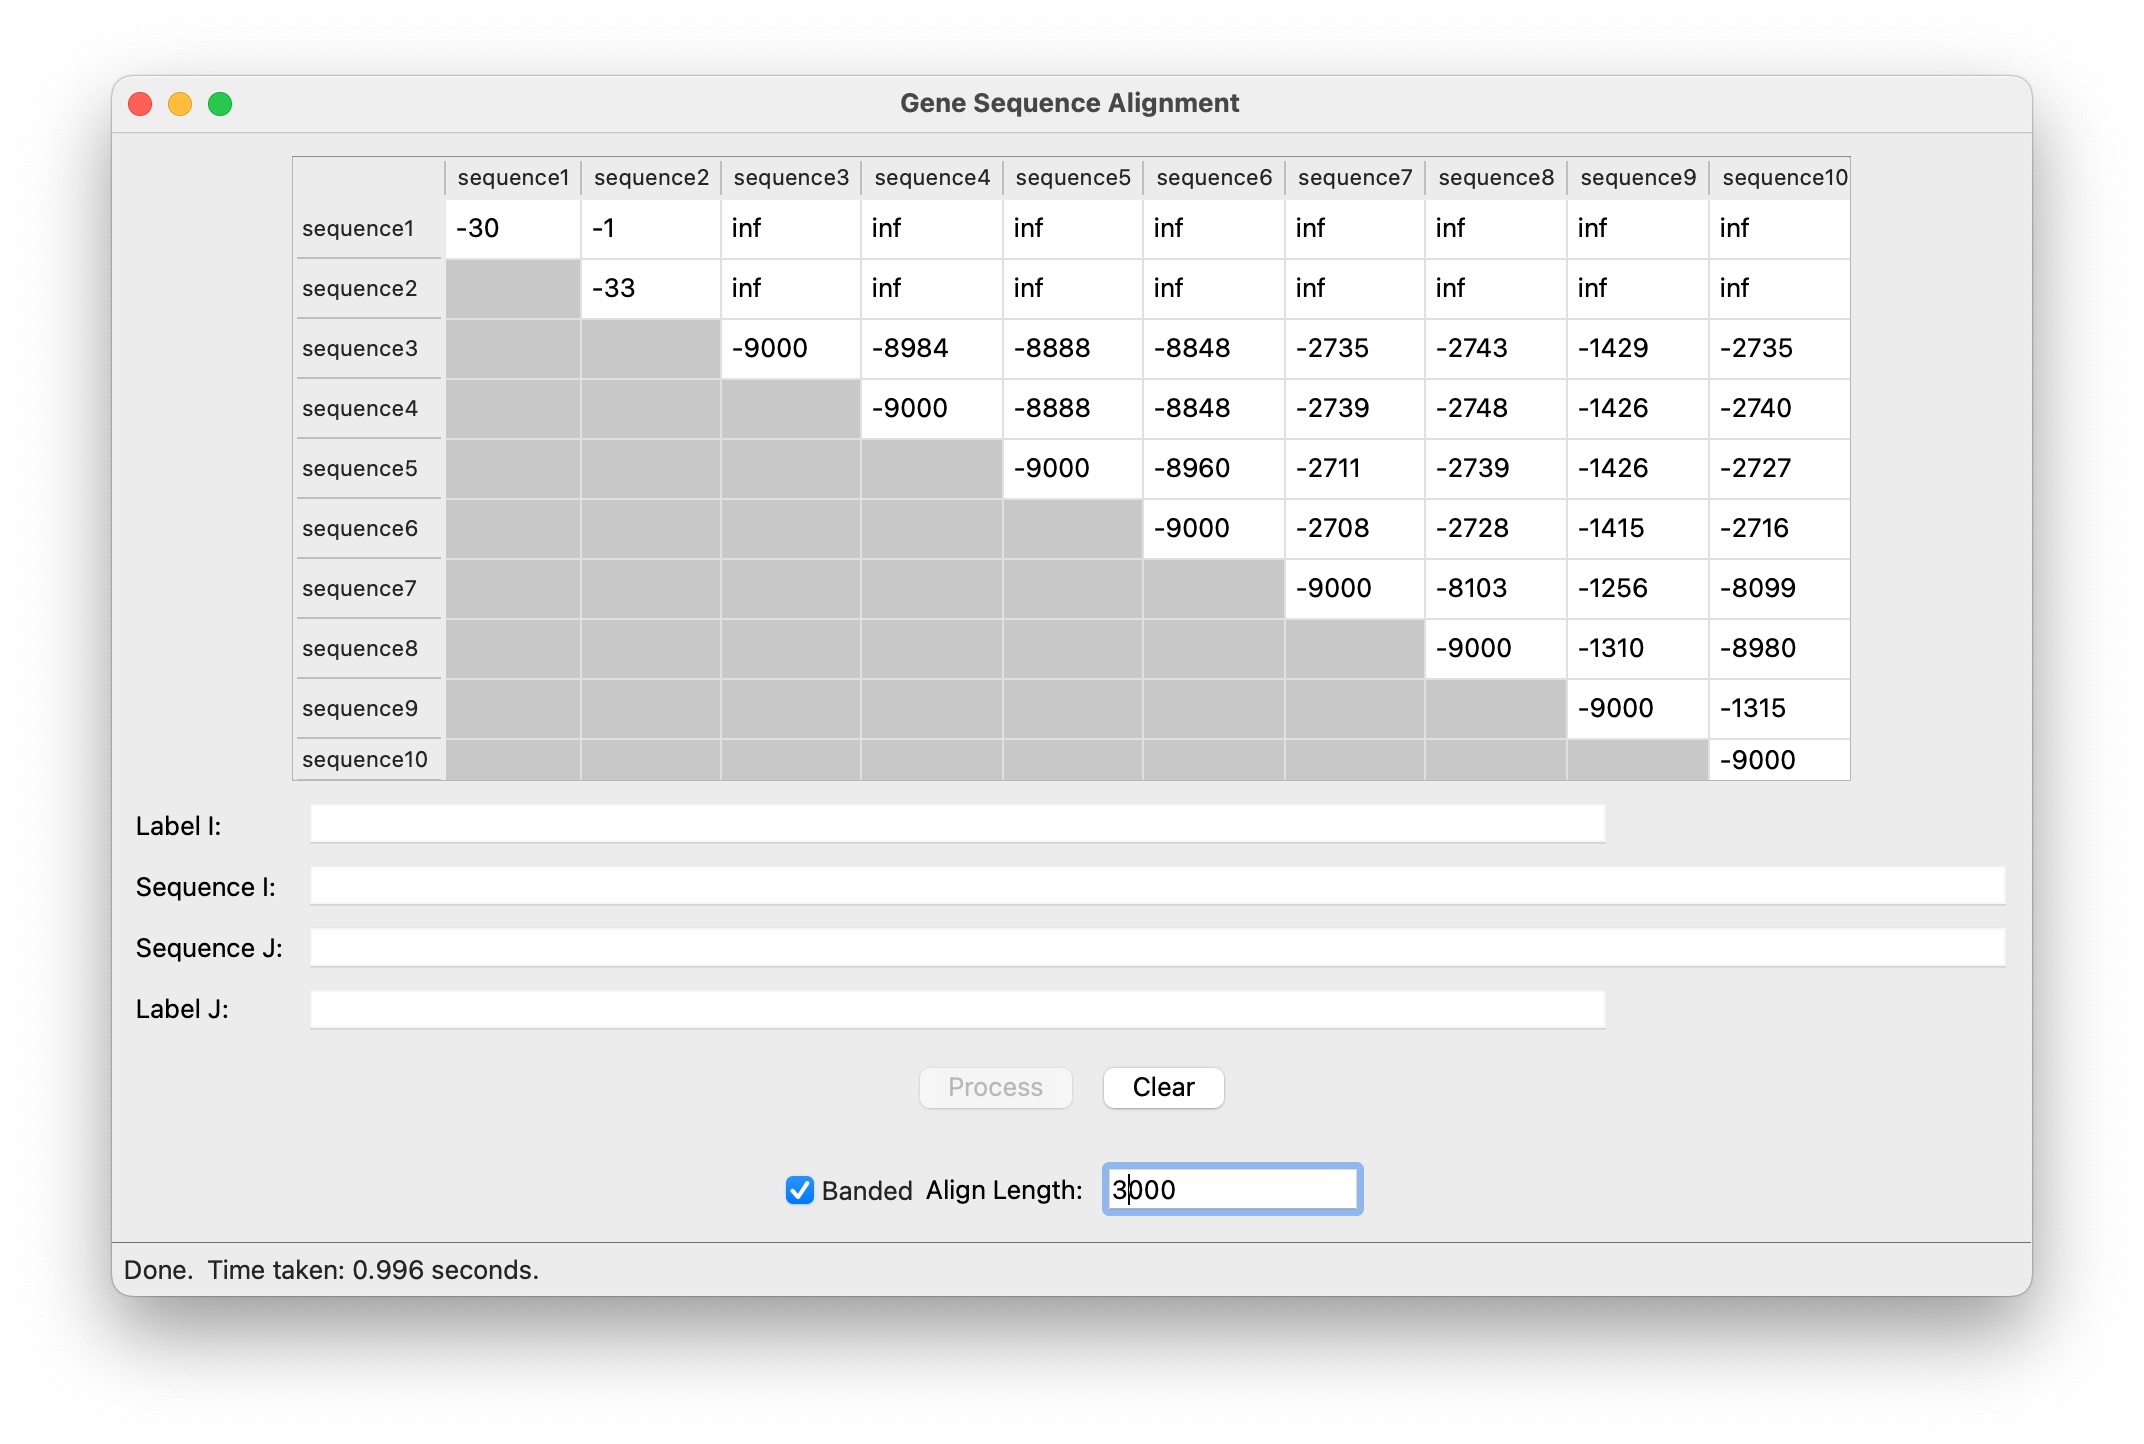 Gene Sequence Alignment
sequence1 sequence2 sequence3 sequence4 sequence5 sequence6 sequence7 sequence8 sequence9 sequence10
sequence1 -30 -1 inf inf inf inf inf inf inf inf
sequence2 -33 inf inf inf inf inf inf inf inf
sequence3 -9000 -8984 -8888 -8848 -2735 -2743 -1429 -2735
sequence4 -9000 -8888 -8848 -2739 -2748 -1426 -2740
sequence5 -9000 -8960 -2711 -2739 -1426 -2727
sequence6 -9000 -2708 -2728 -1415 -2716
sequence7 -9000 -8103 -1256 -8099
sequence8 -9000 -1310 -8980
sequence9 -9000 -1315
sequence10 -9000
Label I:
Sequence I:
Sequence J:
Label J:
Process Clear
Banded Align Length: 3000
Done. Time taken: 0.996 seconds.